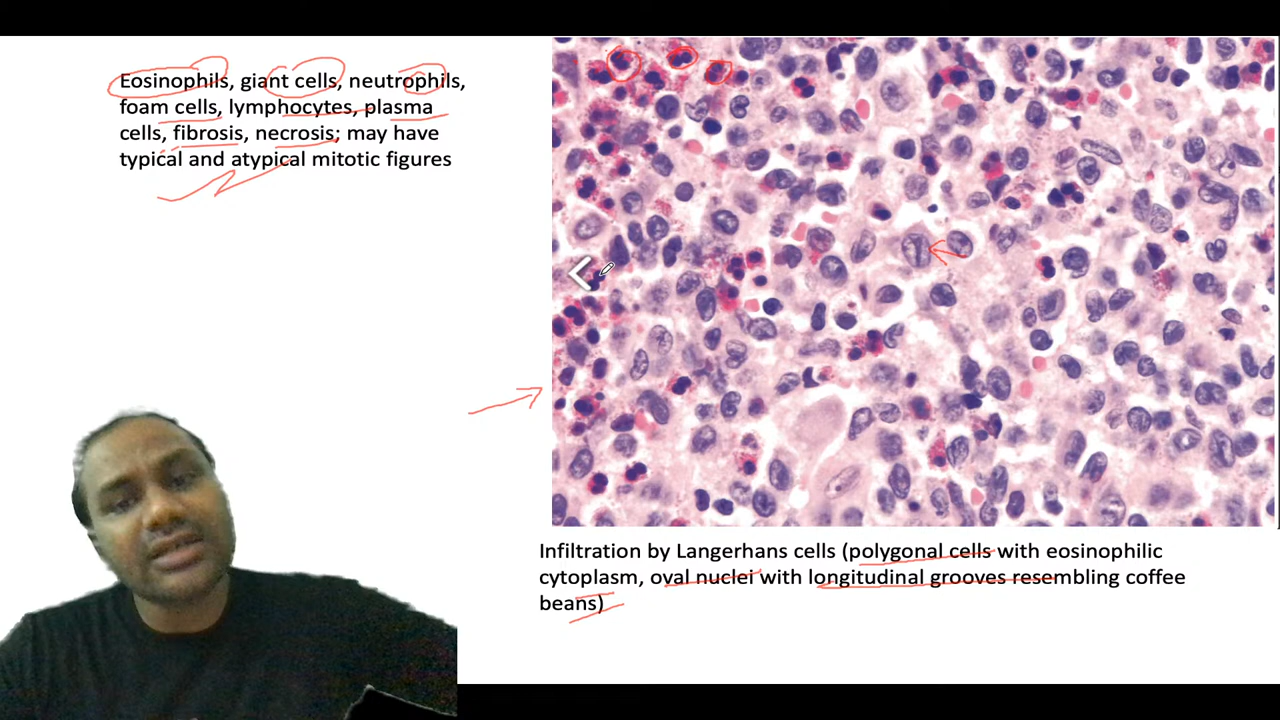 Eosinophils, giant cells, neutrophils,
foam cells, lymphocytes, plasma
cells, fibrosis, necrosis; may have
typical and atypical mitotic figures
Infiltration by Langerhans cells (polygonal cells with eosinophilic
cytoplasm, oval nuclei with longitudinal grooves resembling coffee
beans)